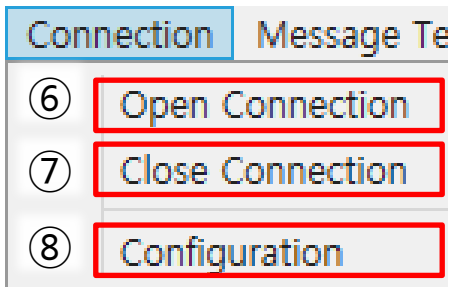 Connection Message Te
⑥ Open Connection
⑦ Close Connection
⑧ Configuration